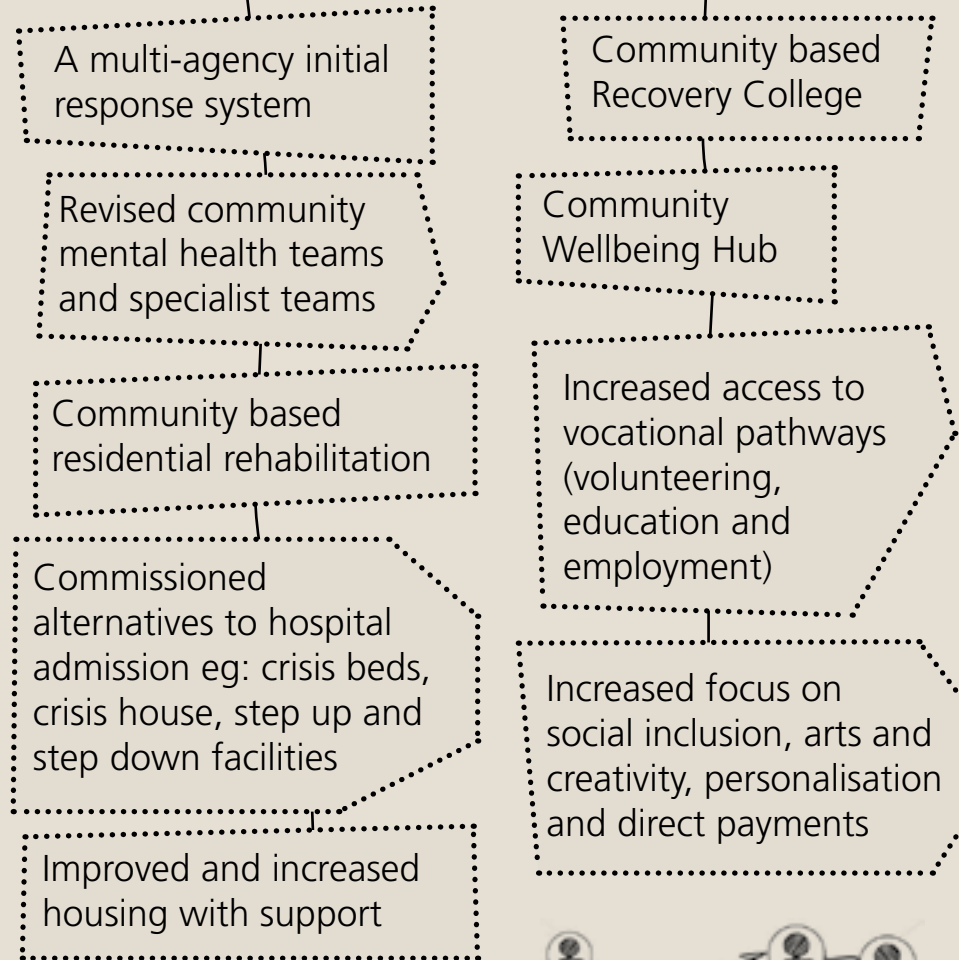 A multi-agency initial
response system
Revised community
mental health teams
and specialist teams
Community based
residential rehabilitation
Commissioned
alternatives to hospital
admission eg: crisis beds,
crisis house, step up and
step down facilities
Improved and increased
housing with support
Community based
Recovery College
Community
Wellbeing Hub
Increased access to
vocational pathways
(volunteering,
education and
employment)
Increased focus on
social inclusion, arts and
creativity, personalisation
and direct payments